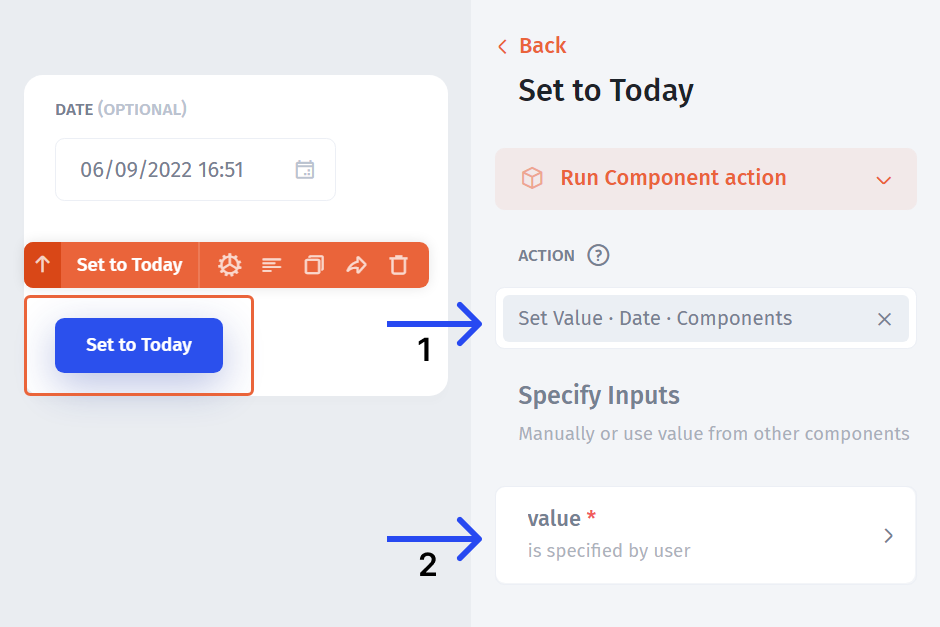 DATE (OPTIONAL)
06/09/2022 16:51
Set to Today
Set to Today
1
2
Back
Set to Today
Run Component action
ACTION ?
Set Value · Date · Components
Specify Inputs
Manually or use value from other components
value *
is specified by user